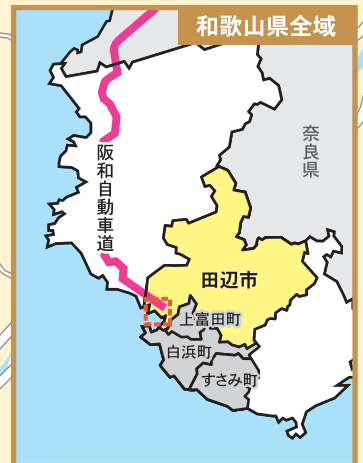 和歌山県全域
奈良県
阪和自動車道
田辺市
上富田町
白浜町
すさみ町